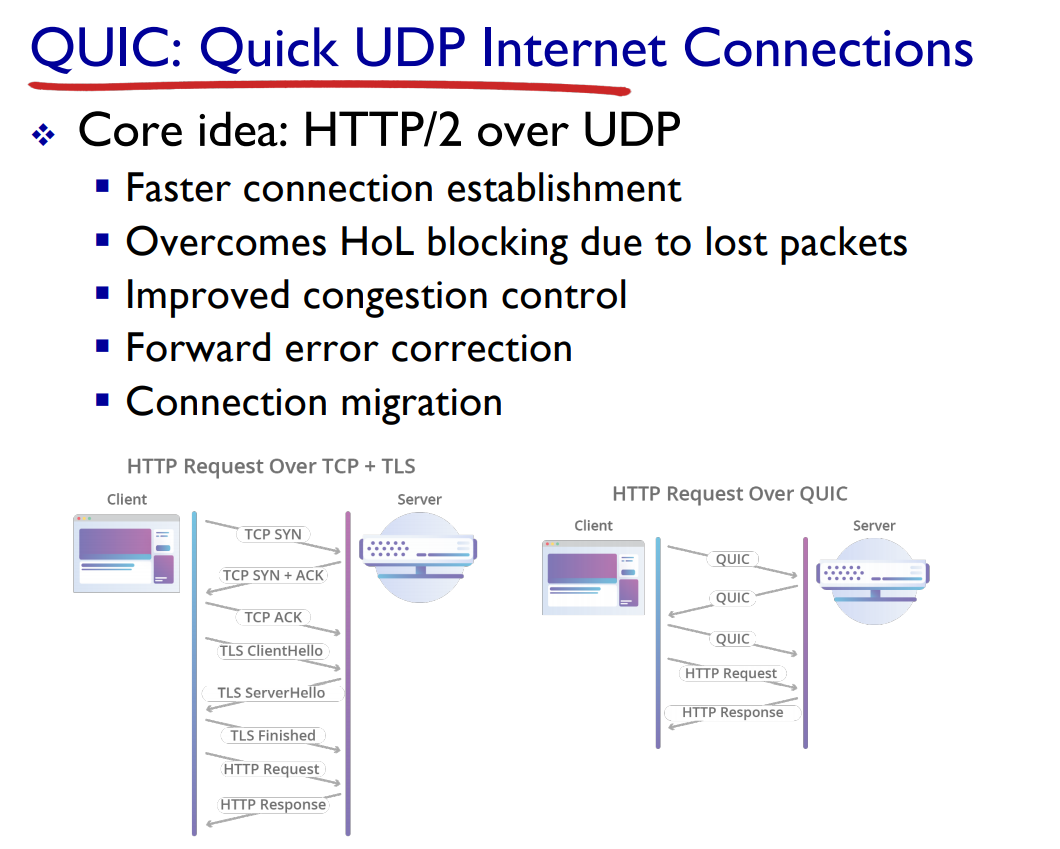 QUIC: Quick UDP Internet Connections
Core idea: HTTP/2 over UDP
Faster connection establishment
Overcomes HoL blocking due to lost packets
Improved congestion control
Forward error correction
Connection migration
HTTP Request Over TCP + TLS
Client
Server
TCP SYN
TCP SYN + ACK
TCP ACK
TLS ClientHello
TLS ServerHello
TLS Finished
HTTP Request
HTTP Response
HTTP Request Over QUIC
Client
Server
QUIC
QUIC
QUIC
HTTP Request
HTTP Response